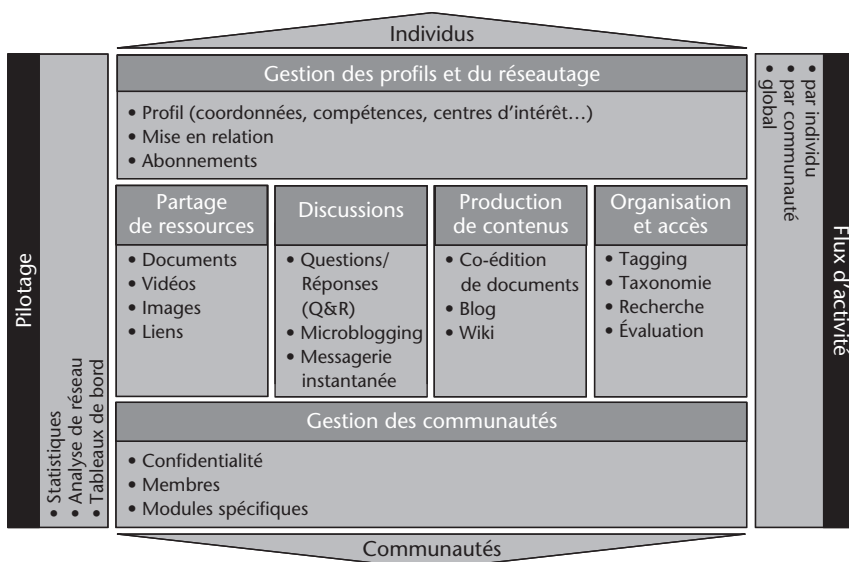 Individus
Pilotage
• Statistiques
• Analyse de réseau
• Tableaux de bord
Gestion des profils et du réseautage
• Profil (coordonnées, compétences, centres d’intérêt…)
• Mise en relation
• Abonnements
Partage
de ressources
• Documents
• Vidéos
• Images
• Liens
Discussions
• Questions/
Réponses
(Q&R)
• Microblogging
• Messagerie
instantanée
Production
de contenus
• Co-édition
de documents
• Blog
• Wiki
Organisation
et accès
• Tagging
• Taxonomie
• Recherche
• Évaluation
Gestion des communautés
• Confidentialité
• Membres
• Modules spécifiques
• par individu
• par communauté
• global
Flux d’activité
Communautés